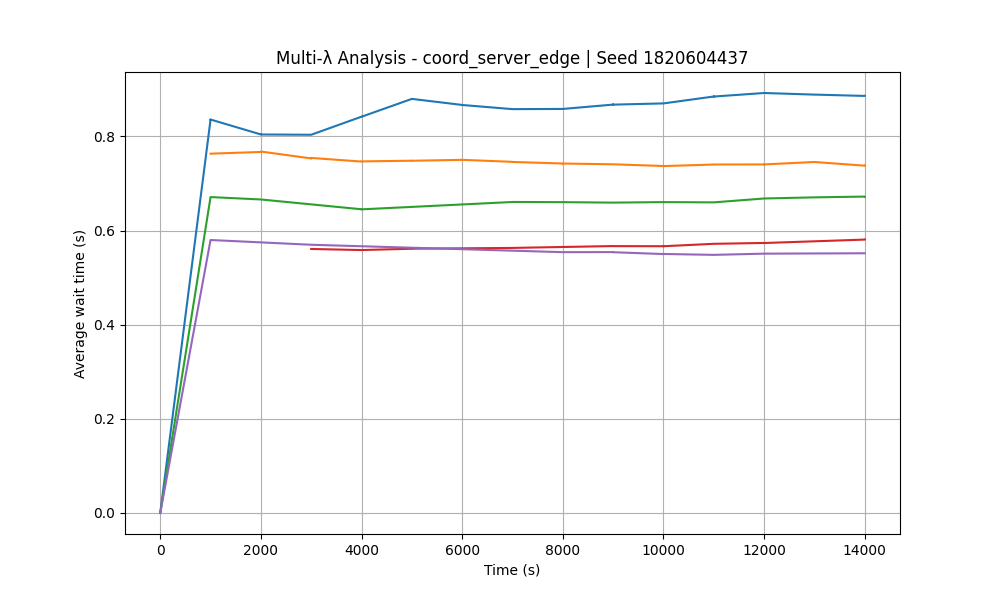 Multi-λ Analysis - coord_server_edge | Seed 1820604437
Average wait time (s)
0.8
0.6
0.4
0.2
0.0
0 2000 4000 6000 8000 10000 12000 14000
Time (s)